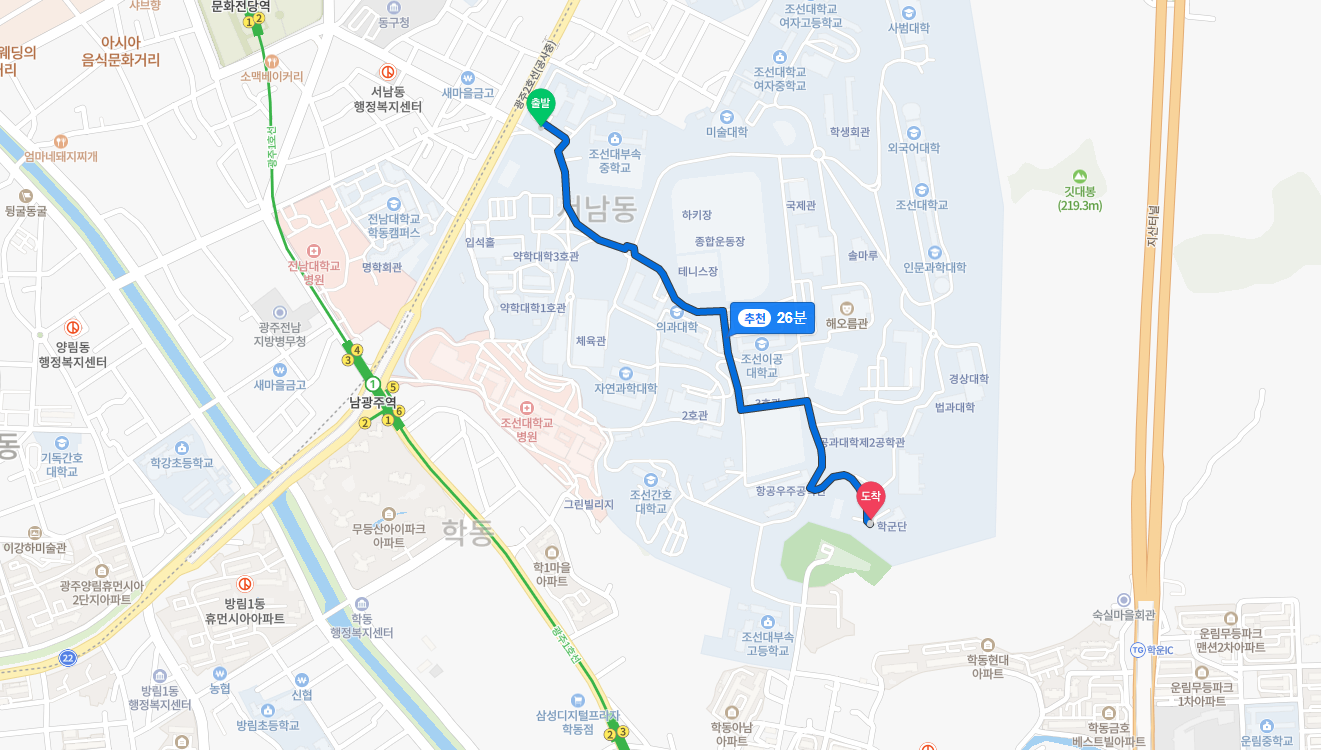 샤브향
문화전당역
1
2
동구청
조선대학교
여자고등학교
사범대학
아시아
음식문화거리
웨딩의
거리
소맥베이커리
서남동
행정복지센터
새마을금고
광주2호선(공사중)
출발
조선대학교
여자중학교
미술대학
학생회관
외국어대학
광주1호선
엄마네돼지찌개
조선대부속
중학교
깃대봉
(219.3m)
뒹굴동굴
전남대학교
학동캠퍼스
서남동
하키장
국제관
조선대학교
지산터널
입석홀
종합운동장
약학대학3호관
솔마루
전남대학교
병원
명학회관
테니스장
인문과학대학
약학대학1호관
광주전남
지방병무청
의과대학
추천 26분
해오름관
양림동
행정복지센터
체육관
4
3
조선이공
대학교
새마을금고
1
5
자연과학대학
경상대학
남광주역
6
2
1
2호관
3호관
법과대학
조선대학교
병원
기독간호
대학교
학강초등학교
공과대학제2공학관
동
조선간호
대학교
항공우주공학관
도착
그린빌리지
무등산아이파크
아파트
학동
학군단
이강하미술관
학1마을
아파트
광주양림휴먼시아
2단지아파트
방림1동
휴먼시아아파트
학동
행정복지센터
숙실마을회관
조선대부속
고등학교
광주1호선
운림무등파크
맨션2차아파트
TG 학운IC
22
학동현대
아파트
방림1동
행정복지센터
농협
신협
운림무등파크
1차아파트
방림초등학교
삼성디지털프라자
학동점
2
3
학동아남
아파트
학동금호
베스트빌아파트
운림중학교